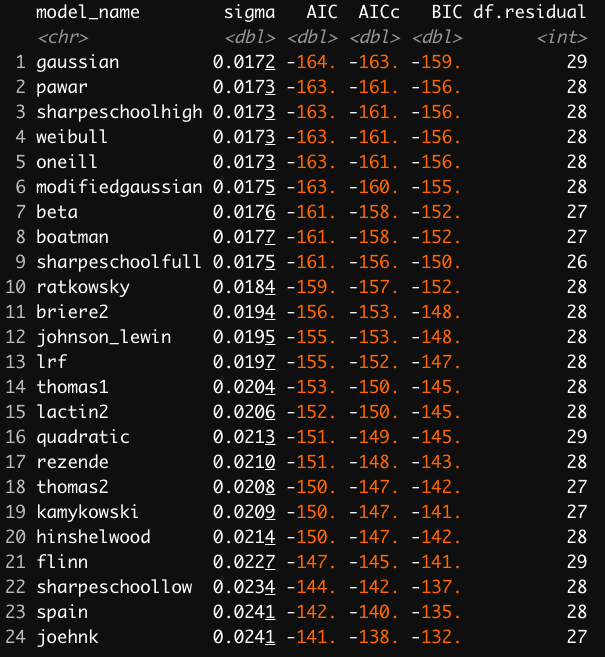 model_name sigma AIC AICc BIC df.residual
<chr> <dbl> <dbl> <dbl> <dbl> <int>
1 gaussian 0.0172 -164. -163. -159. 29
2 pawar 0.0173 -163. -161. -156. 28
3 sharpeschoolhigh 0.0173 -163. -161. -156. 28
4 weibull 0.0173 -163. -161. -156. 28
5 oneill 0.0173 -163. -161. -156. 28
6 modifiedgaussian 0.0175 -163. -160. -155. 28
7 beta 0.0176 -161. -158. -152. 27
8 boatman 0.0177 -161. -158. -152. 27
9 sharpeschoolfull 0.0175 -161. -156. -150. 26
10 ratkowsky 0.0184 -159. -157. -152. 28
11 briere2 0.0194 -156. -153. -148. 28
12 johnson_lewin 0.0195 -155. -153. -148. 28
13 lrf 0.0197 -155. -152. -147. 28
14 thomas1 0.0204 -153. -150. -145. 28
15 lactin2 0.0206 -152. -150. -145. 28
16 quadratic 0.0213 -151. -149. -145. 29
17 rezende 0.0210 -151. -148. -143. 28
18 thomas2 0.0208 -150. -147. -142. 27
19 kamykowski 0.0209 -150. -147. -141. 27
20 hinshelwood 0.0214 -150. -147. -142. 28
21 flinn 0.0227 -147. -145. -141. 29
22 sharpeschoollow 0.0234 -144. -142. -137. 28
23 spain 0.0241 -142. -140. -135. 28
24 joehnk 0.0241 -141. -138. -132. 27